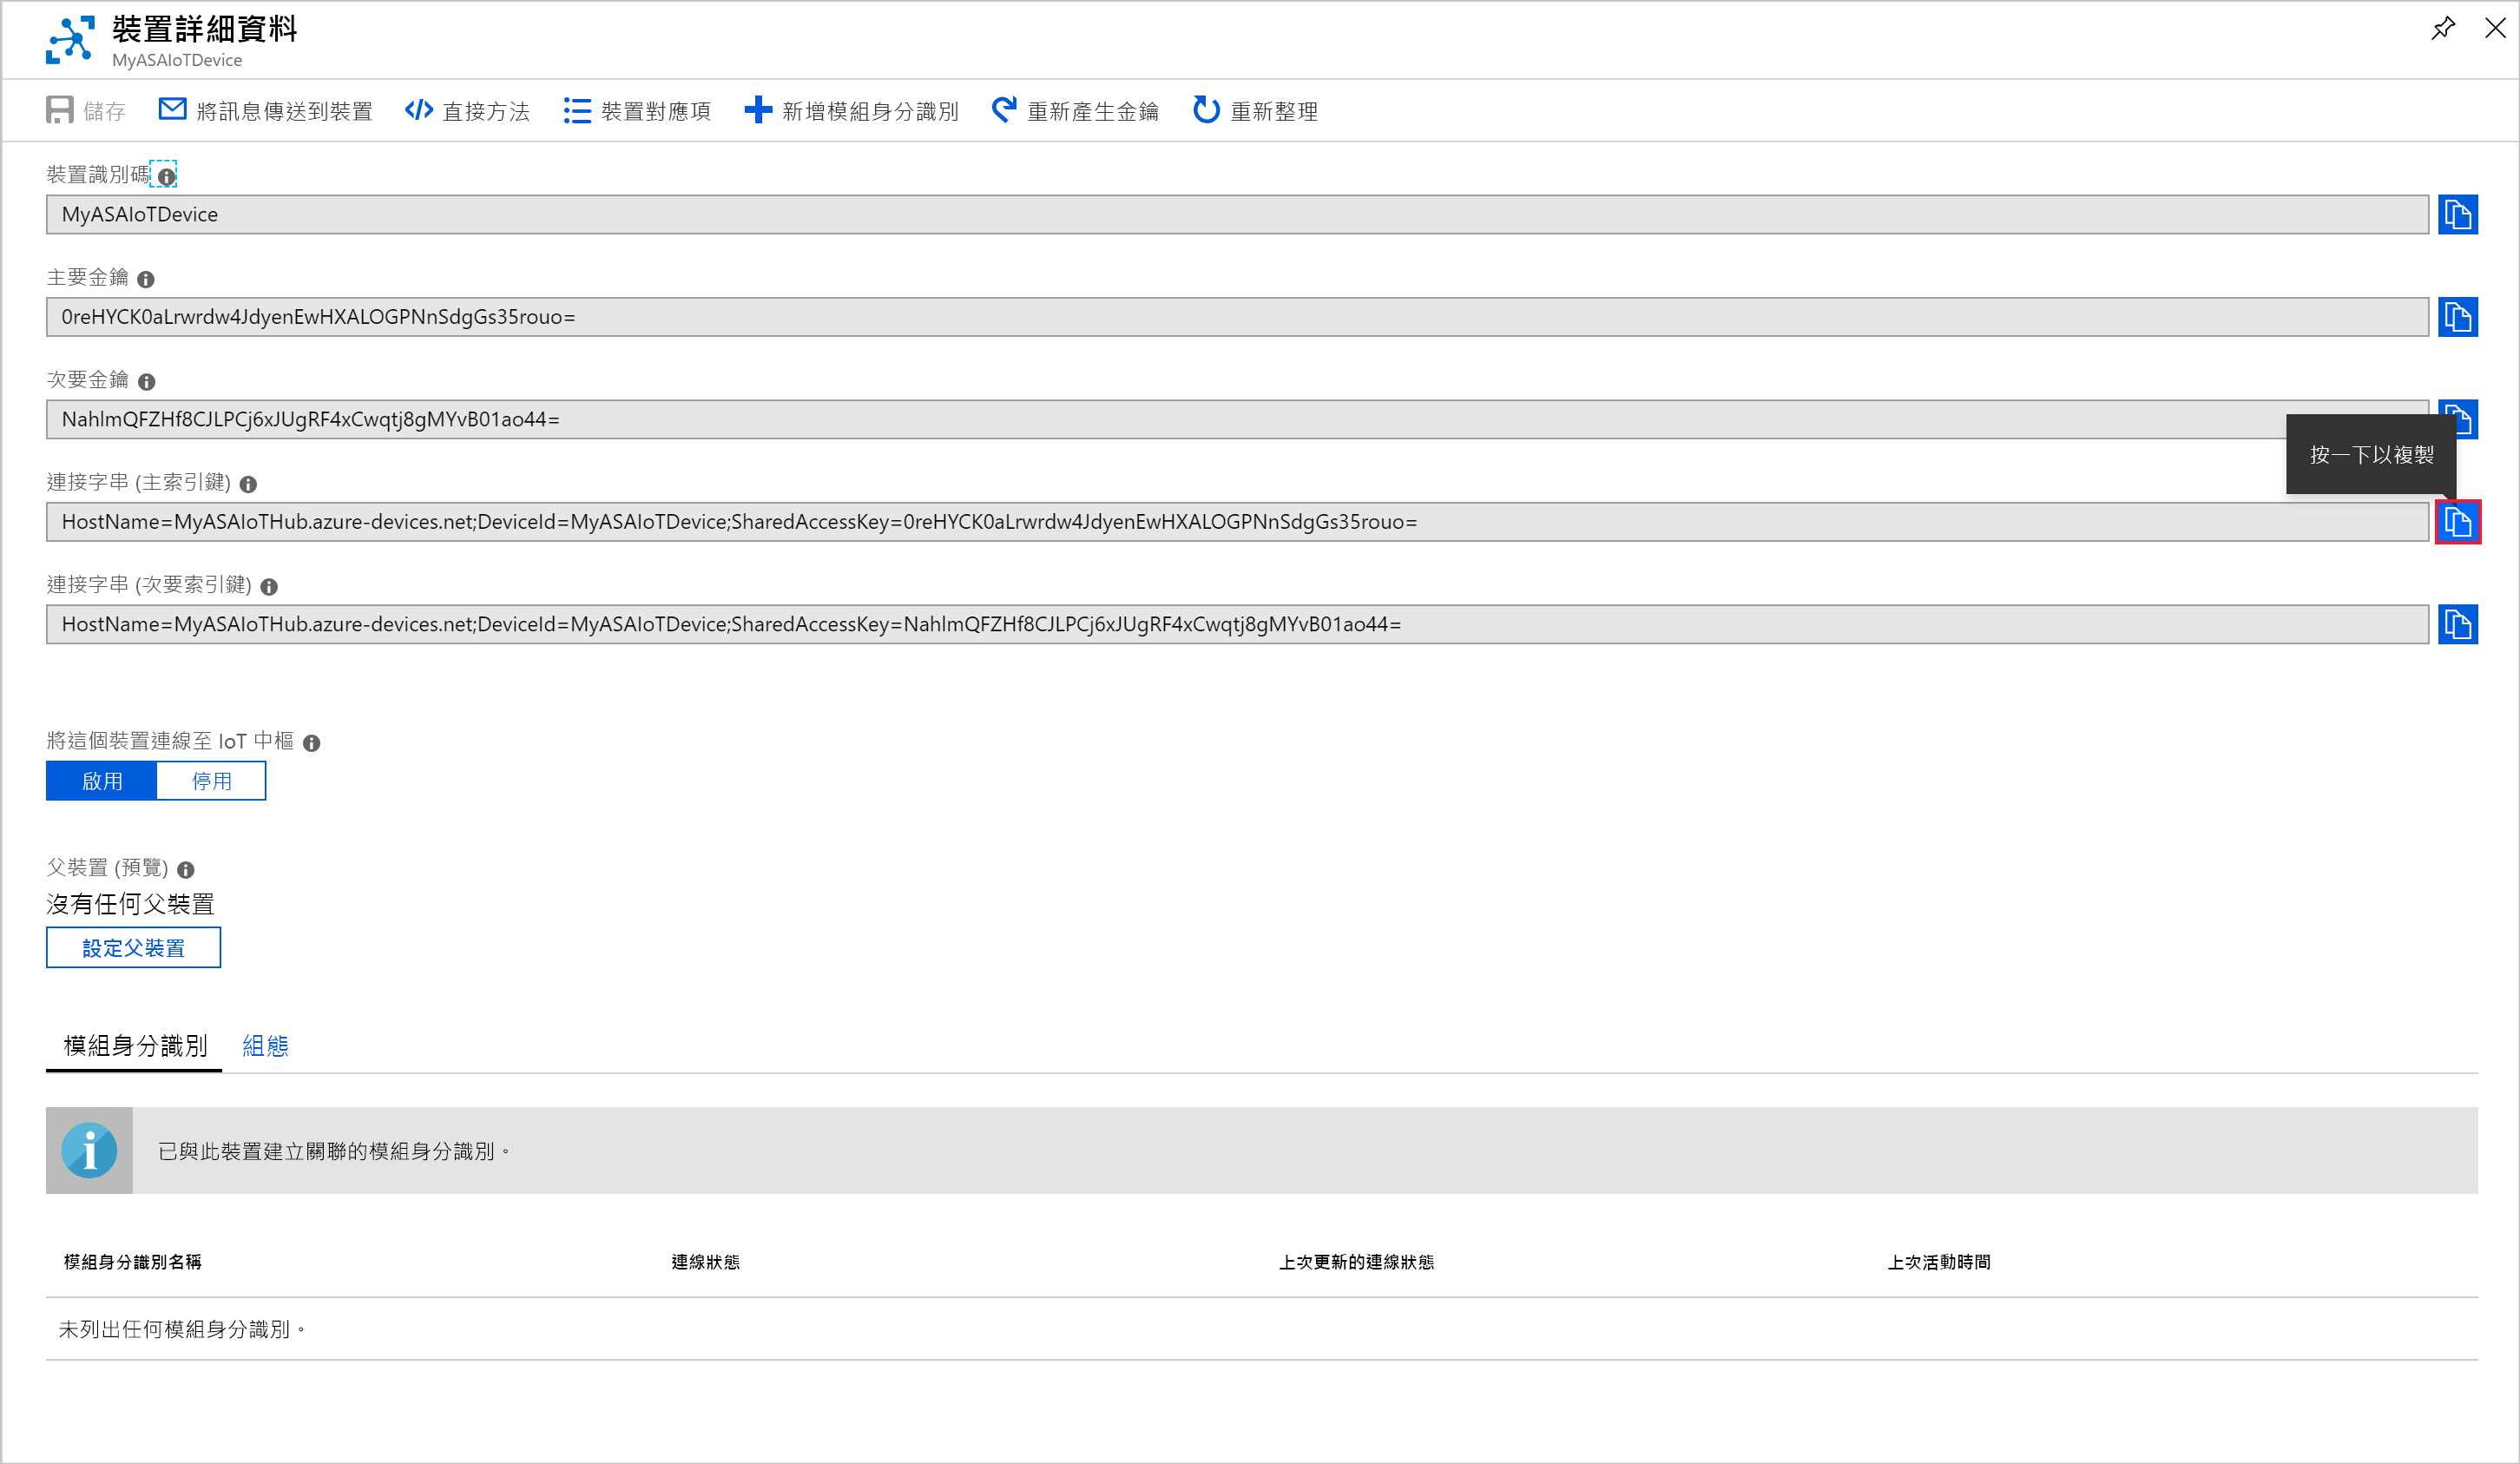 裝置詳細資料
MyASAIoTDevice
儲存 將訊息傳送到裝置 直接方法 裝置對應項 新增模組身分識別 重新產生金鑰 重新整理
裝置識別碼
MyASAIoTDevice
主要金鑰
0reHYCK0aLrwrdw4JdyenEwHXALOGPNnSdgGs35rouo=
次要金鑰
NahlmQFZHf8CJLPCj6xJUgRF4xCwqtj8gMYvB01ao44=
按一下以複製
連接字串 (主索引鍵)
HostName=MyASAIoTHub.azure-devices.net;DeviceId=MyASAIoTDevice;SharedAccessKey=0reHYCK0aLrwrdw4JdyenEwHXALOGPNnSdgGs35rouo=
連接字串 (次要索引鍵)
HostName=MyASAIoTHub.azure-devices.net;DeviceId=MyASAIoTDevice;SharedAccessKey=NahlmQFZHf8CJLPCj6xJUgRF4xCwqtj8gMYvB01ao44=
將這個裝置連線至 IoT 中樞
啟用 停用
父裝置 (預覽)
沒有任何父裝置
設定父裝置
模組身分識別 組態
已與此裝置建立關聯的模組身分識別。
模組身分識別名稱 連線狀態 上次更新的連線狀態 上次活動時間
未列出任何模組身分識別。